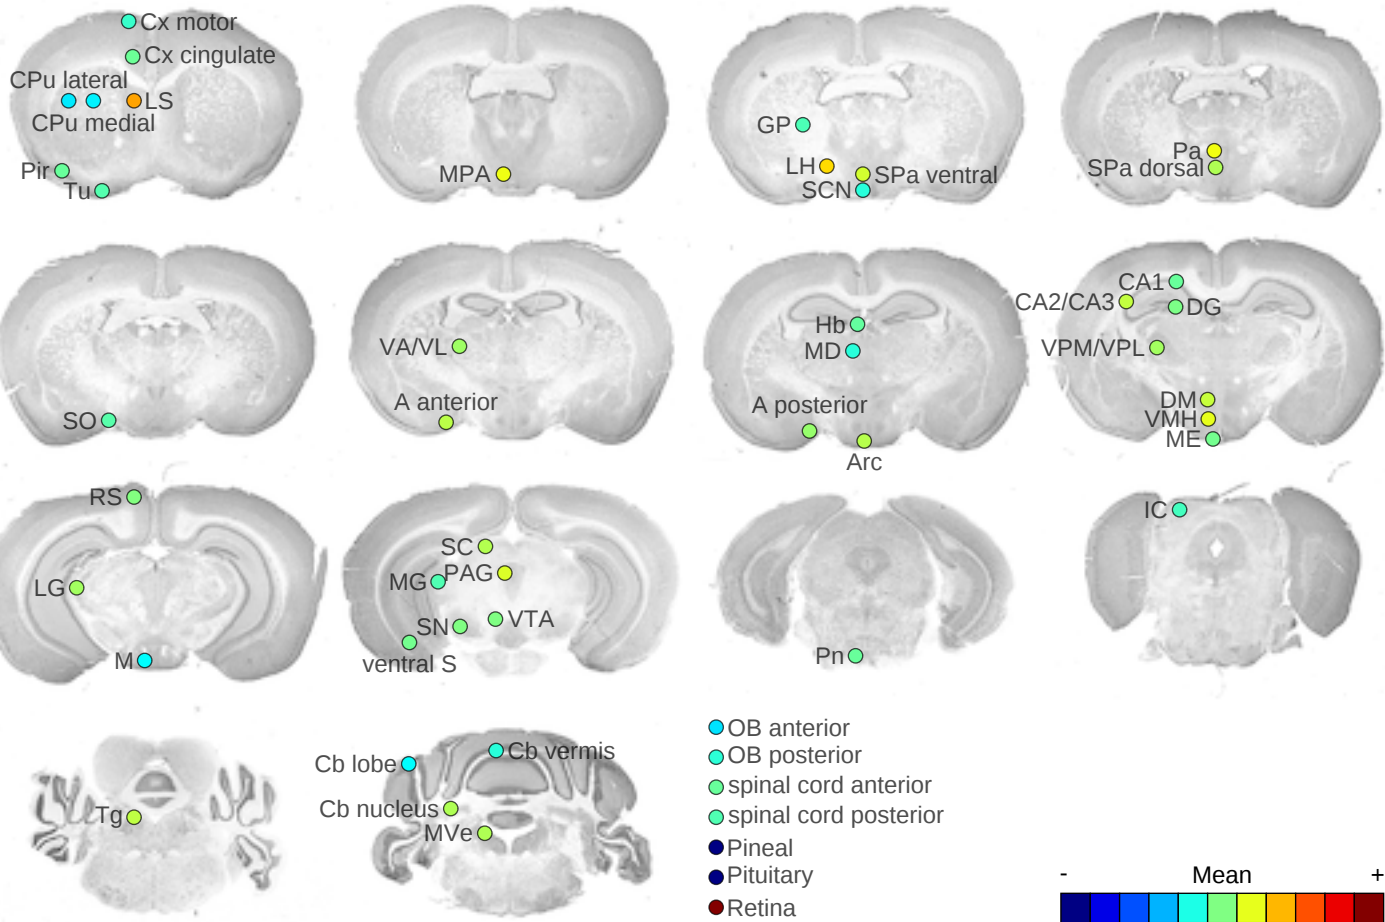 Cx motor
Cx cingulate
CPu lateral
LS
CPu medial
Pir
Tu
MPA
GP
LH
SPa ventral
SCN
Pa
SPa dorsal
SO
VA/VL
A anterior
Hb
MD
A posterior
Arc
CA1
CA2/CA3
DG
VPM/VPL
DM
VMH
ME
RS
LG
M
SC
MG
PAG
SN
VTA
ventral S
Pn
IC
Tg
Cb lobe
Cb vermis
Cb nucleus
MVe
OB anterior
OB posterior
spinal cord anterior
spinal cord posterior
Pineal
Pituitary
Retina
- Mean +